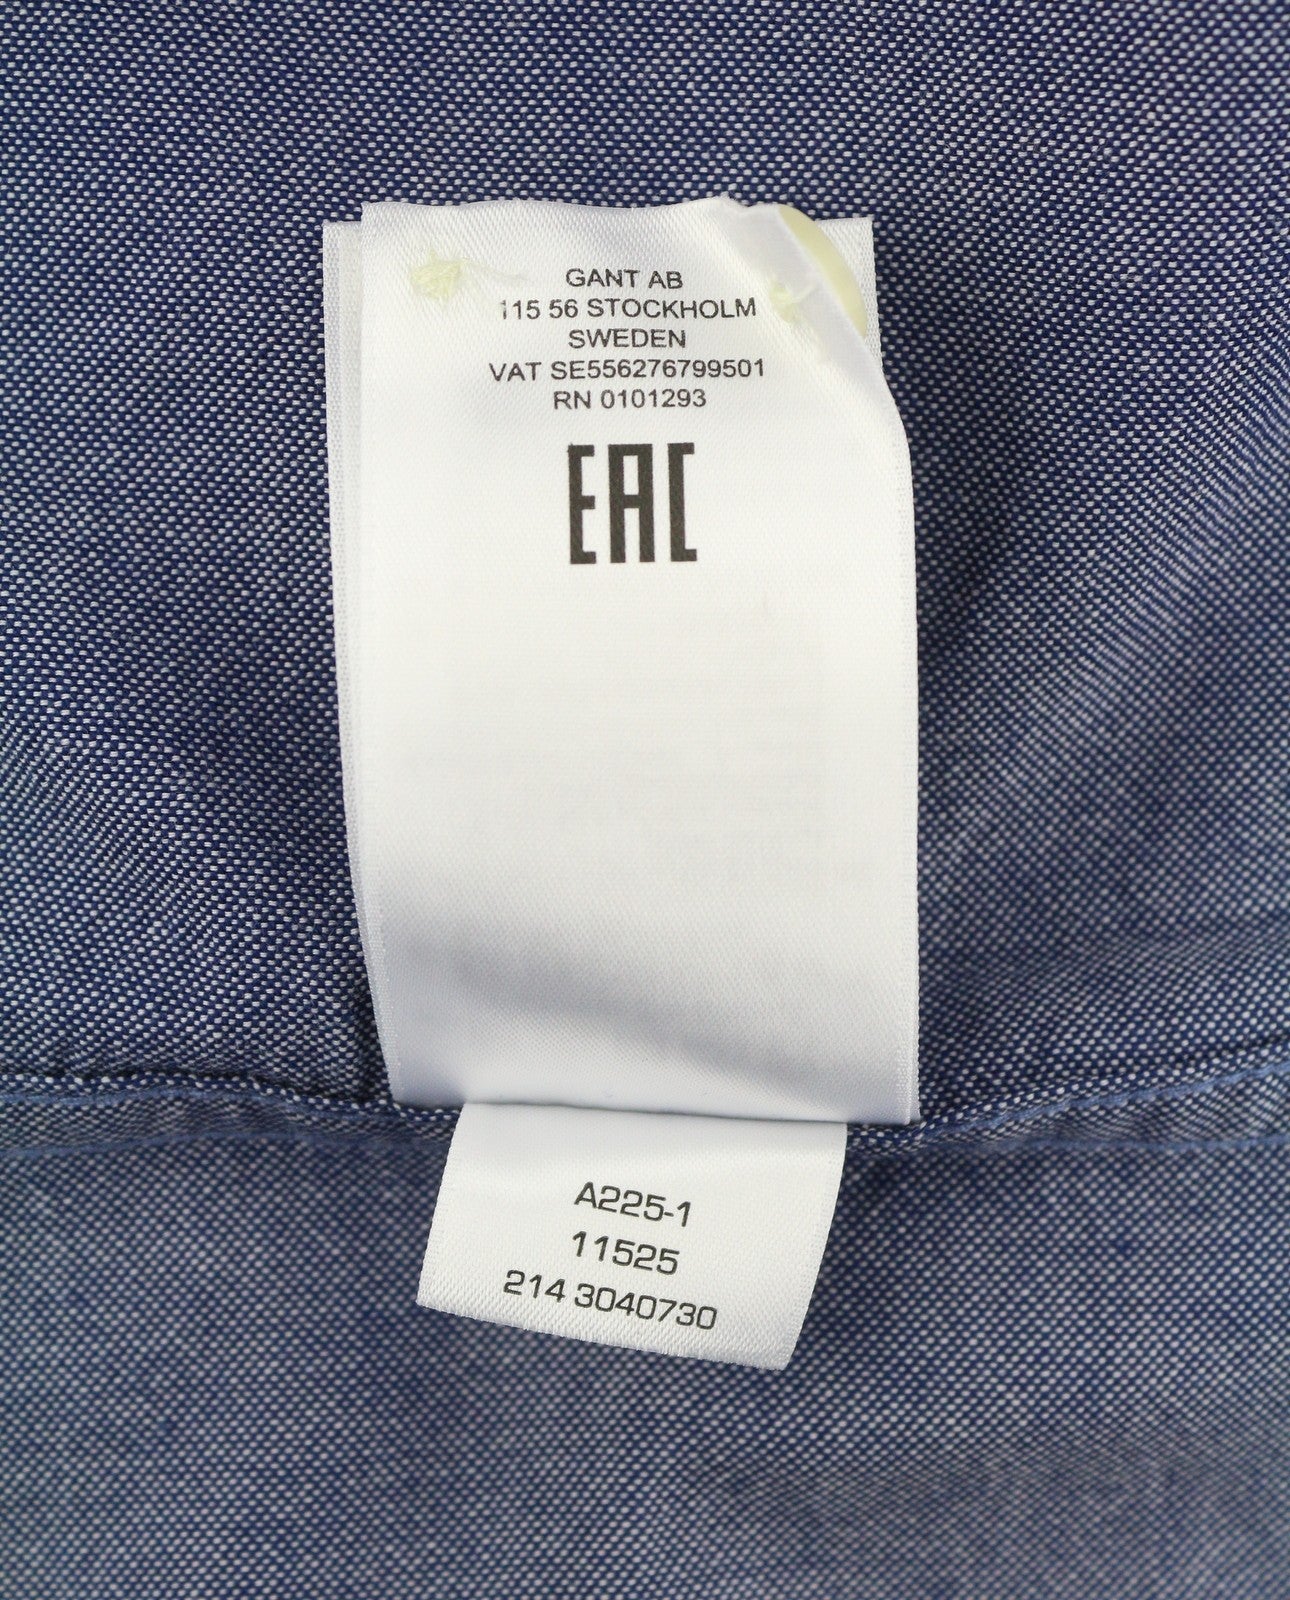 GANT AB
115 56 STOCKHOLM
SWEDEN
VAT SE556276799501
RN 0101293
EAC
A225-1
11525
214 3040730